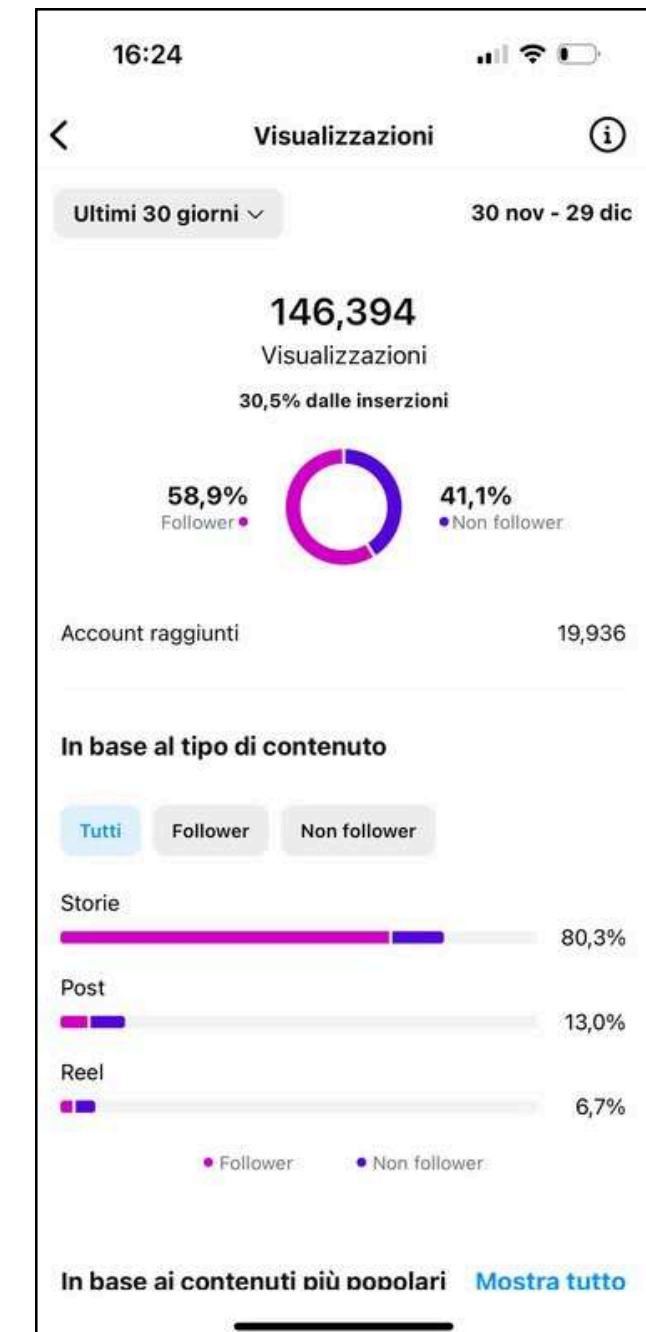 16:24
Visualizzazioni
Ultimi 30 giorni
30 nov - 29 dic
146,394
Visualizzazioni
30,5% dalle inserzioni
58,9%
Follower
41,1%
Non follower
Account raggiunti 19,936
In base al tipo di contenuto
Tutti Follower Non follower
Storie
80,3%
Post
13,0%
Reel
6,7%
Follower Non follower
In base ai contenuti più popolari Mostra tutto